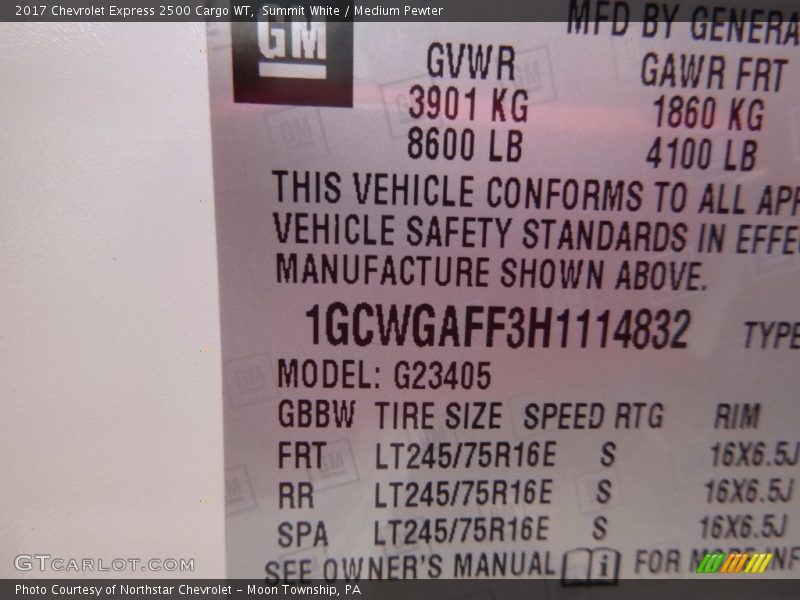 2017 Chevrolet Express 2500 Cargo WT, Summit White / Medium Pewter
GM
MFD BY GENERA
GVWR GAWR FRT
3901 KG 1860 KG
8600 LB 4100 LB
THIS VEHICLE CONFORMS TO ALL APP
VEHICLE SAFETY STANDARDS IN EFFE
MANUFACTURE SHOWN ABOVE.
1GCWGAFF3H1114832 TYPE
MODEL: G23405
GBBW TIRE SIZE SPEED RTG RIM
FRT LT245/75R16E S 16X6.5J
RR LT245/75R16E S 16X6.5J
SPA LT245/75R16E S 16X6.5J
SEE OWNER'S MANUAL i FOR
GTCARLOT.COM
Photo Courtesy of Northstar Chevrolet - Moon Township, PA